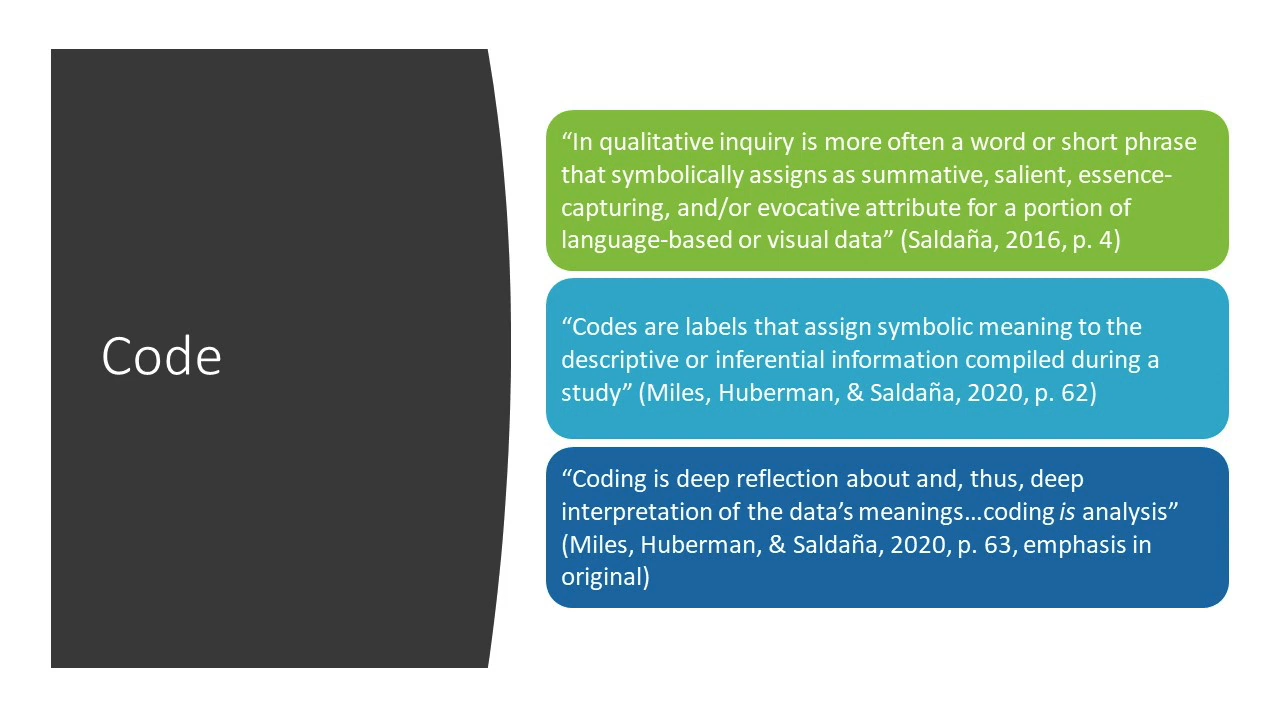 Code
“In qualitative inquiry is more often a word or short phrase
that symbolically assigns as summative, salient, essence-
capturing, and/or evocative attribute for a portion of
language-based or visual data” (Saldaña, 2016, p. 4)
“Codes are labels that assign symbolic meaning to the
descriptive or inferential information compiled during a
study” (Miles, Huberman, & Saldaña, 2020, p. 62)
“Coding is deep reflection about and, thus, deep
interpretation of the data’s meanings…coding is analysis”
(Miles, Huberman, & Saldaña, 2020, p. 63, emphasis in
original)